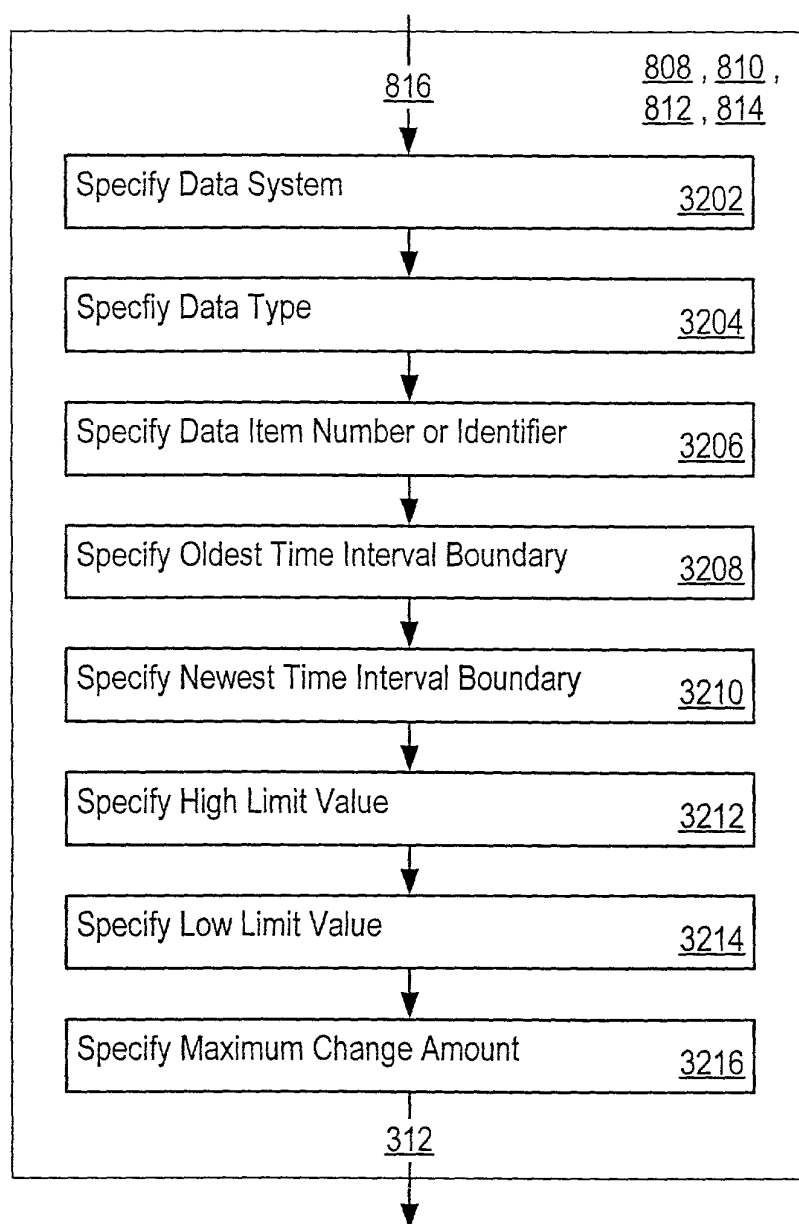 816
808 , 810 ,
812 , 814
Specify Data System 3202
Specfiy Data Type 3204
Specify Data Item Number or Identifier 3206
Specify Oldest Time Interval Boundary 3208
Specify Newest Time Interval Boundary 3210
Specify High Limit Value 3212
Specify Low Limit Value 3214
Specify Maximum Change Amount 3216
312